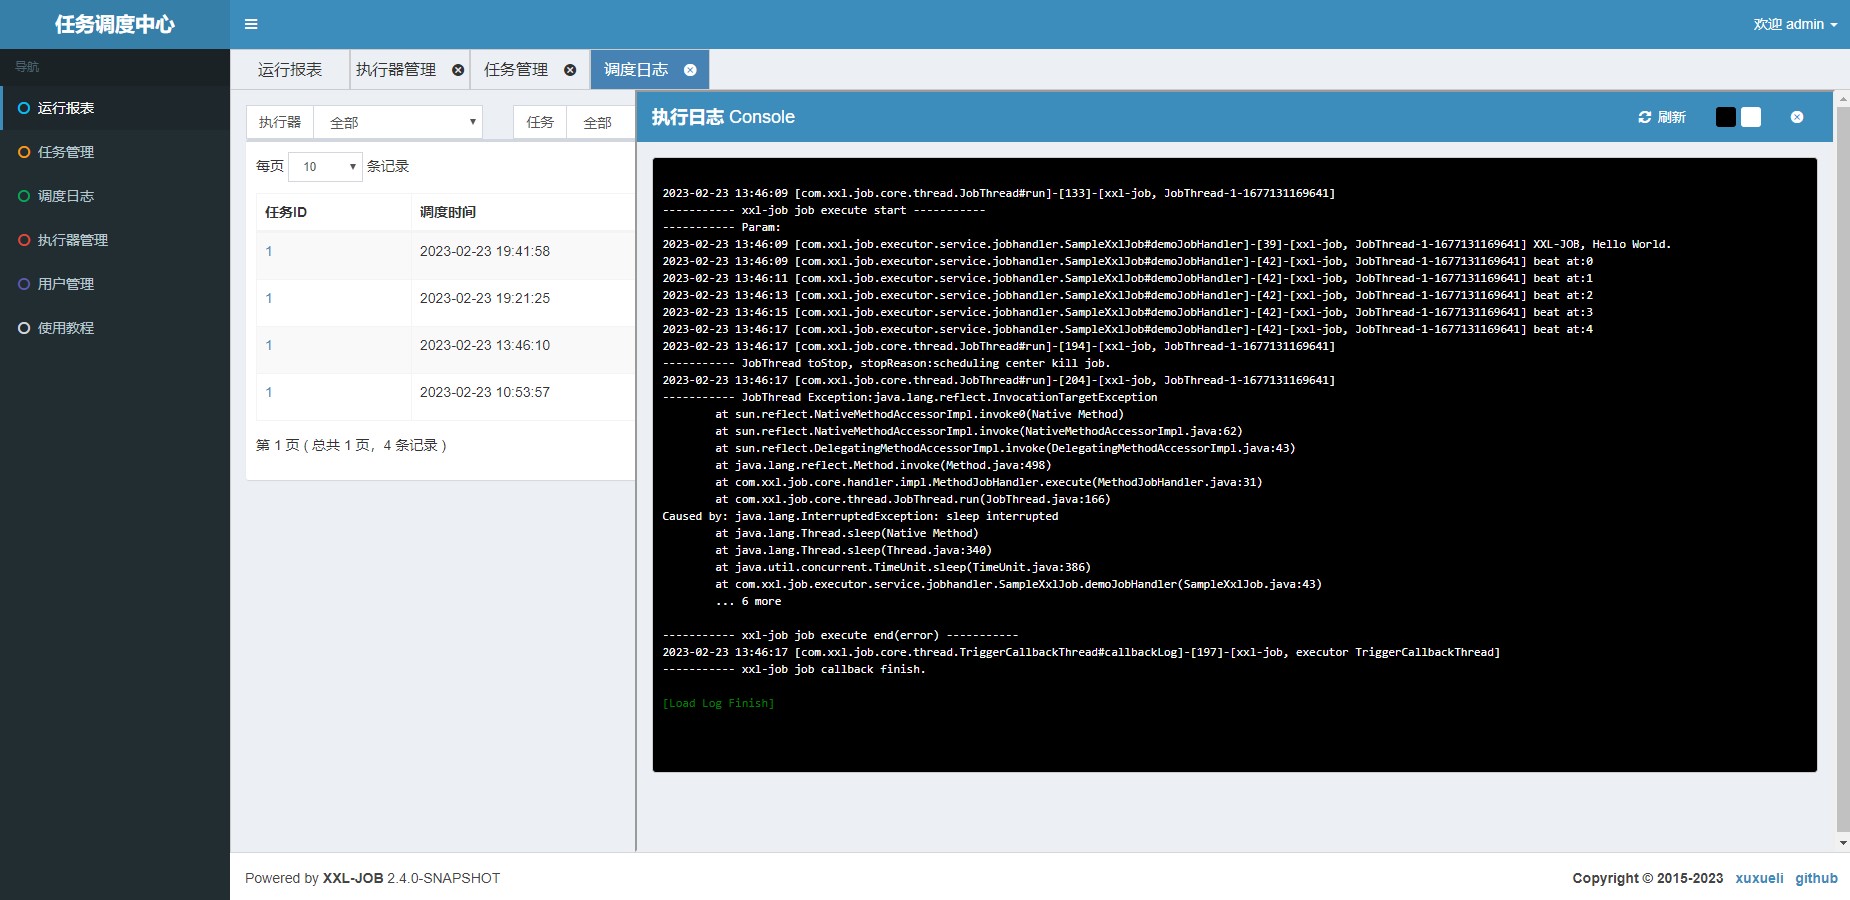 任务调度中心
欢迎 admin
导航
运行报表
任务管理
调度日志
执行器管理
用户管理
使用教程
运行报表 执行器管理 任务管理 调度日志
执行器 全部 任务 全部
每页 10 条记录
任务ID 调度时间
1 2023-02-23 19:41:58
1 2023-02-23 19:21:25
1 2023-02-23 13:46:10
1 2023-02-23 10:53:57
第 1 页 ( 总共 1 页，4 条记录 )
执行日志 Console 刷新
2023-02-23 13:46:09 [com.xxl.job.core.thread.JobThread#run]-[133]-[xxl-job, JobThread-1-1677131169641]
----------- xxl-job job execute start -----------
----------- Param:
2023-02-23 13:46:09 [com.xxl.job.executor.service.jobhandler.SampleXxlJob#demoJobHandler]-[39]-[xxl-job, JobThread-1-1677131169641] XXL-JOB, Hello World.
2023-02-23 13:46:09 [com.xxl.job.executor.service.jobhandler.SampleXxlJob#demoJobHandler]-[42]-[xxl-job, JobThread-1-1677131169641] beat at:0
2023-02-23 13:46:11 [com.xxl.job.executor.service.jobhandler.SampleXxlJob#demoJobHandler]-[42]-[xxl-job, JobThread-1-1677131169641] beat at:1
2023-02-23 13:46:13 [com.xxl.job.executor.service.jobhandler.SampleXxlJob#demoJobHandler]-[42]-[xxl-job, JobThread-1-1677131169641] beat at:2
2023-02-23 13:46:15 [com.xxl.job.executor.service.jobhandler.SampleXxlJob#demoJobHandler]-[42]-[xxl-job, JobThread-1-1677131169641] beat at:3
2023-02-23 13:46:17 [com.xxl.job.executor.service.jobhandler.SampleXxlJob#demoJobHandler]-[42]-[xxl-job, JobThread-1-1677131169641] beat at:4
2023-02-23 13:46:17 [com.xxl.job.core.thread.JobThread#run]-[194]-[xxl-job, JobThread-1-1677131169641]
----------- JobThread toStop, stopReason:scheduling center kill job.
2023-02-23 13:46:17 [com.xxl.job.core.thread.JobThread#run]-[204]-[xxl-job, JobThread-1-1677131169641]
----------- JobThread Exception:java.lang.reflect.InvocationTargetException
at sun.reflect.NativeMethodAccessorImpl.invoke0(Native Method)
at sun.reflect.NativeMethodAccessorImpl.invoke(NativeMethodAccessorImpl.java:62)
at sun.reflect.DelegatingMethodAccessorImpl.invoke(DelegatingMethodAccessorImpl.java:43)
at java.lang.reflect.Method.invoke(Method.java:498)
at com.xxl.job.core.handler.impl.MethodJobHandler.execute(MethodJobHandler.java:31)
at com.xxl.job.core.thread.JobThread.run(JobThread.java:166)
Caused by: java.lang.InterruptedException: sleep interrupted
at java.lang.Thread.sleep(Native Method)
at java.lang.Thread.sleep(Thread.java:340)
at java.util.concurrent.TimeUnit.sleep(TimeUnit.java:386)
at com.xxl.job.executor.service.jobhandler.SampleXxlJob.demoJobHandler(SampleXxlJob.java:43)
... 6 more
----------- xxl-job job execute end(error) -----------
2023-02-23 13:46:17 [com.xxl.job.core.thread.TriggerCallbackThread#callbackLog]-[197]-[xxl-job, executor TriggerCallbackThread]
----------- xxl-job job callback finish.
[Load Log Finish]
Powered by XXL-JOB 2.4.0-SNAPSHOT
Copyright © 2015-2023 xuxueli github